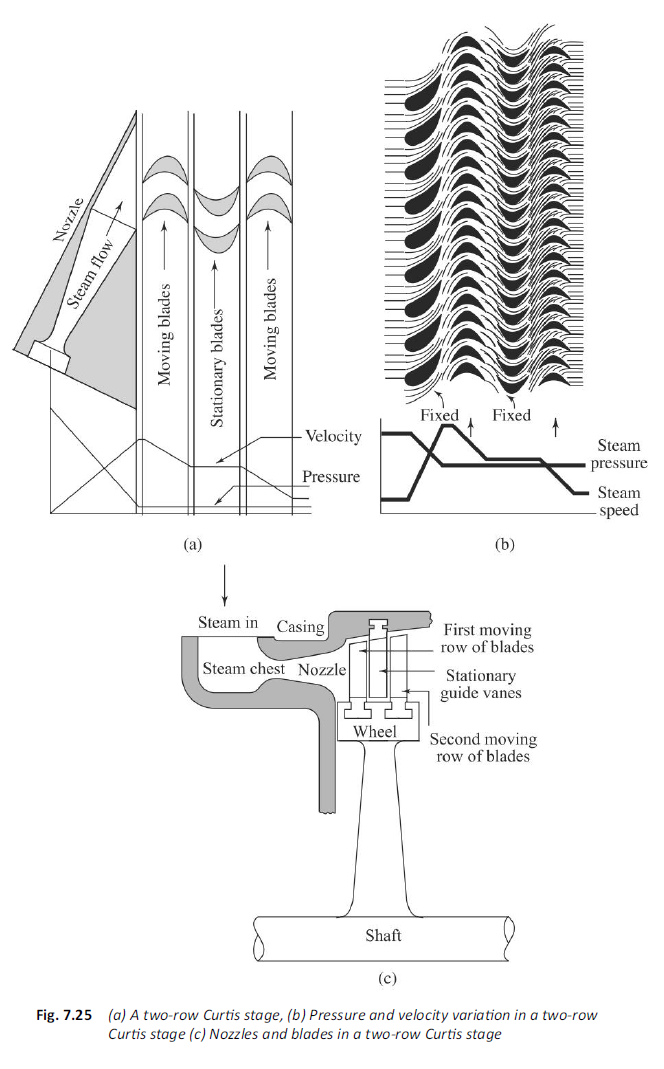 Nozzle
Steam flow
Moving blades
Stationary blades
Moving blades
Velocity
Pressure
(a)
Fixed
Fixed
Steam
pressure
Steam
speed
(b)
Steam in
Casing
Steam chest
Nozzle
First moving
row of blades
Stationary
guide vanes
Wheel
Second moving
row of blades
Shaft
(c)
Fig. 7.25 (a) A two-row Curtis stage, (b) Pressure and velocity variation in a two-row
Curtis stage (c) Nozzles and blades in a two-row Curtis stage